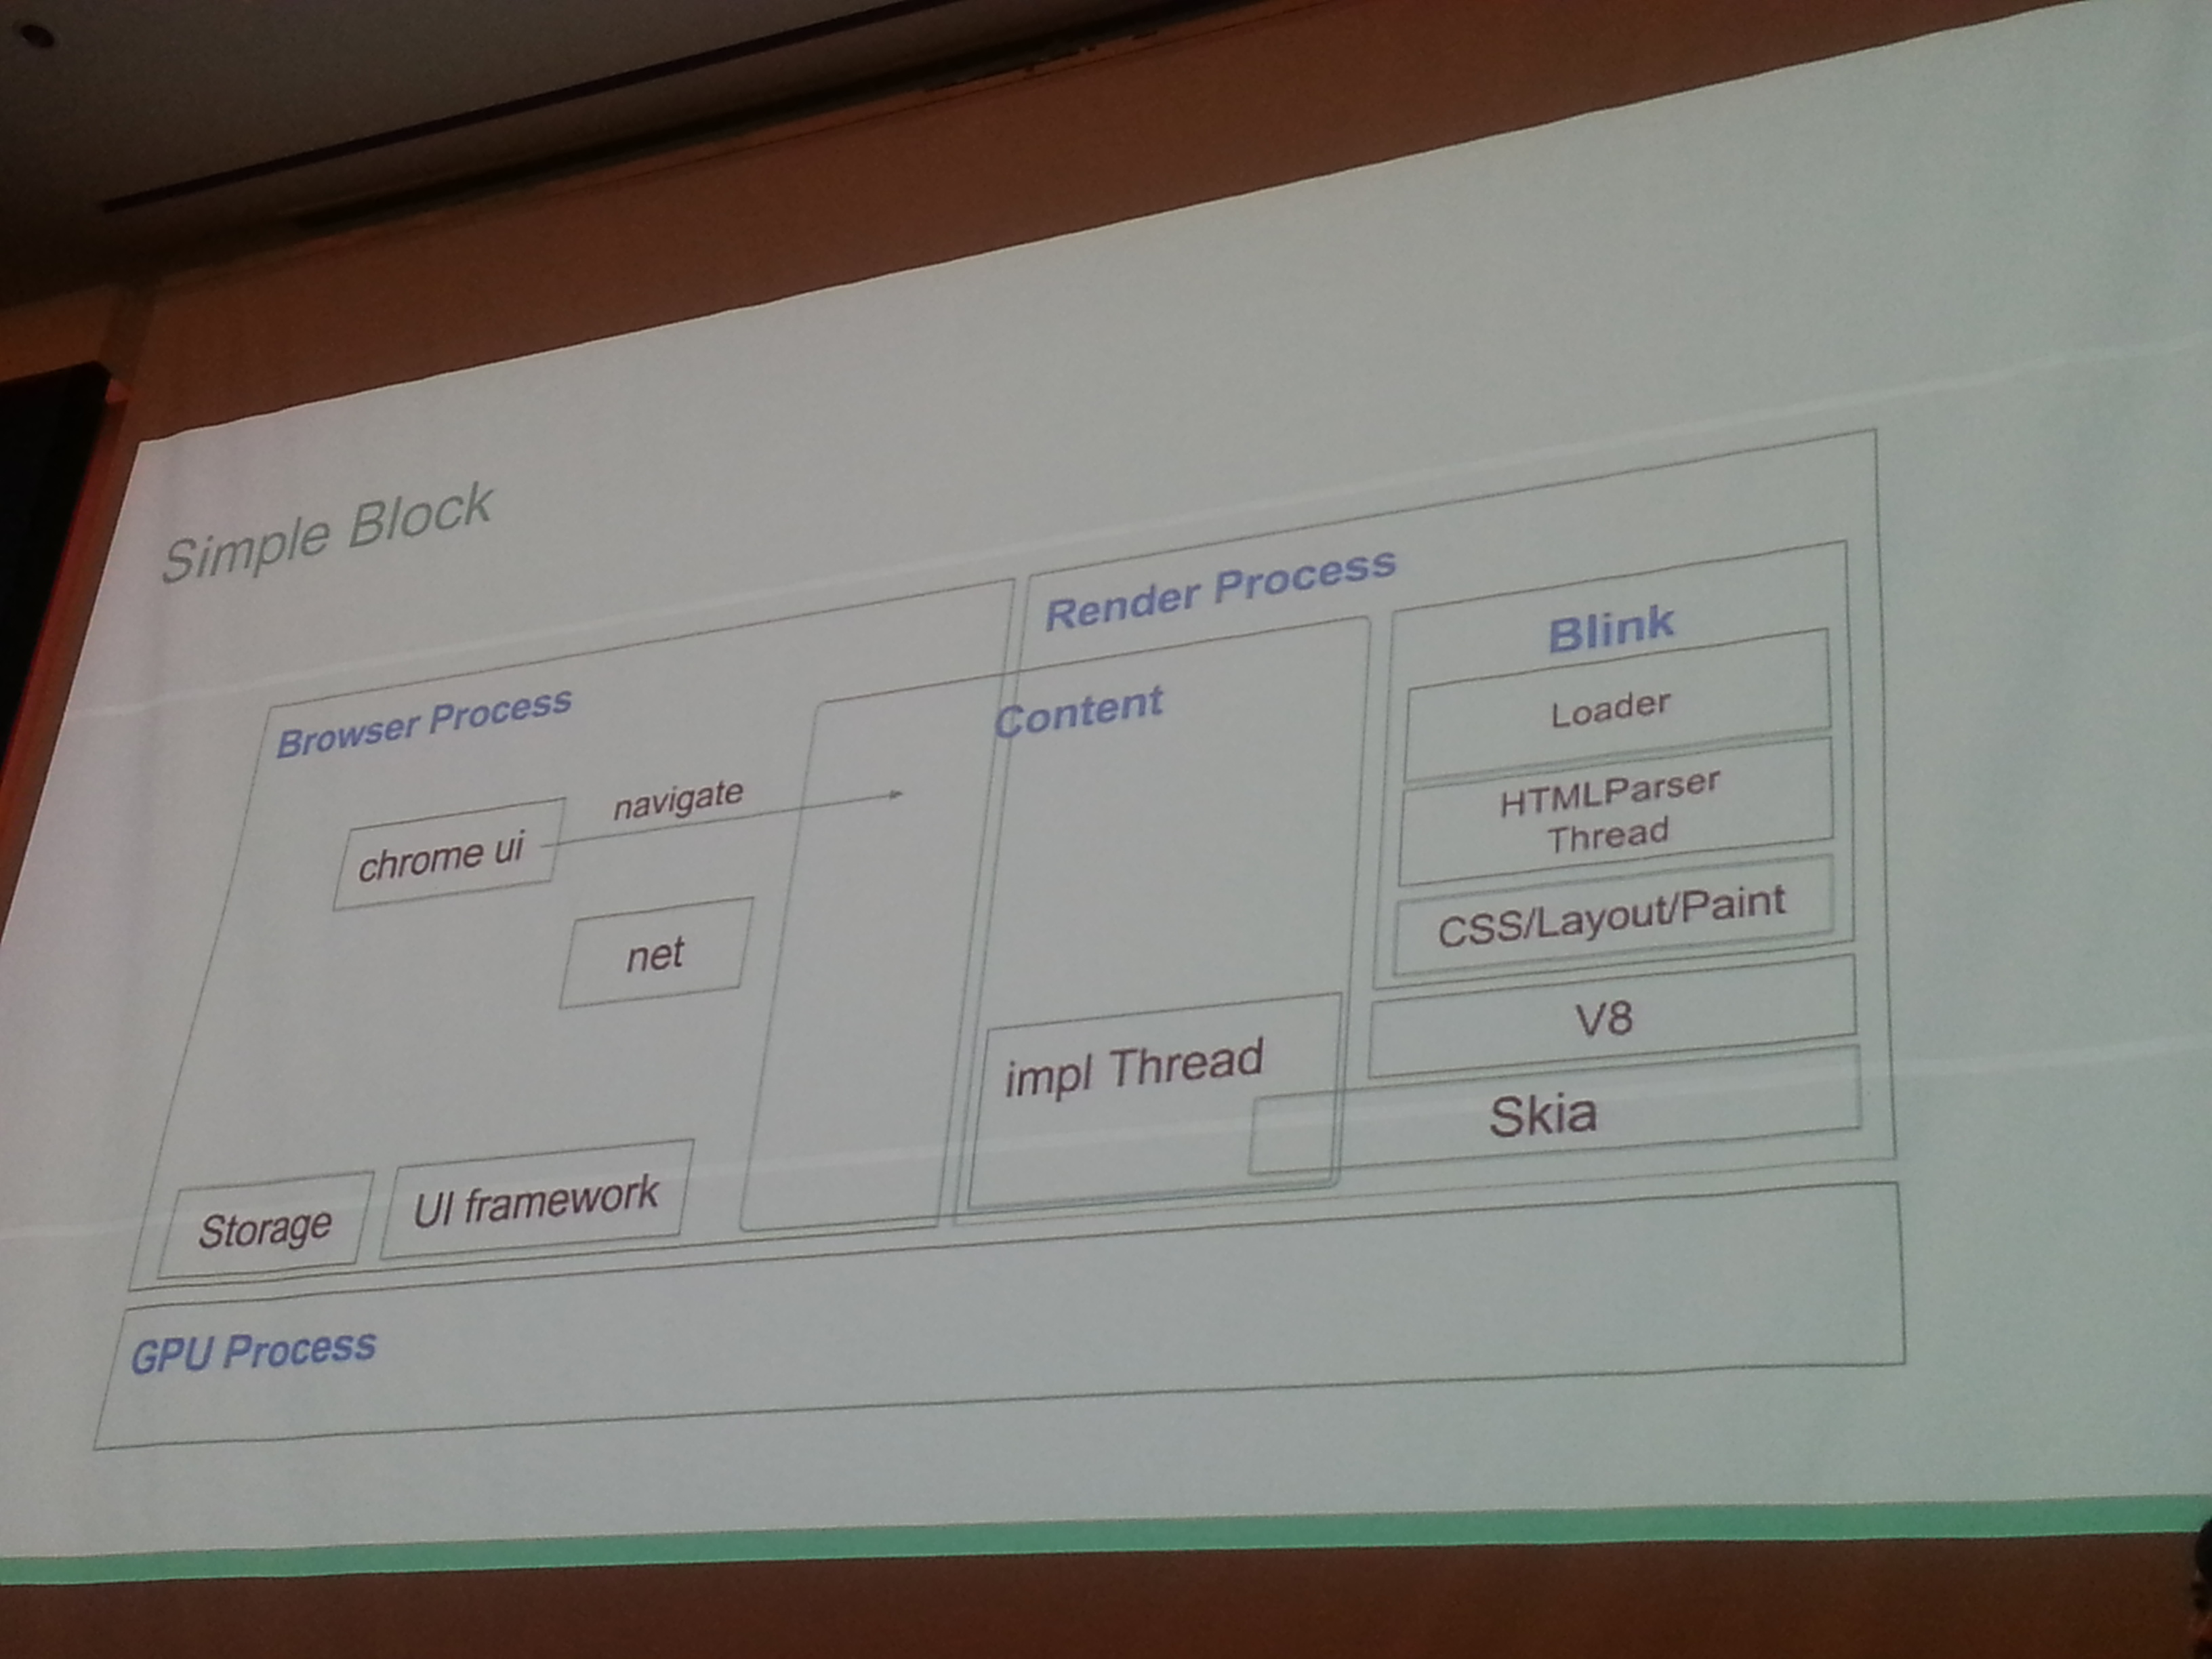 Simple Block
Browser Process
chrome ui
navigate
net
Storage
UI framework
Render Process
Content
impl Thread
Blink
Loader
HTMLParser
Thread
CSS/Layout/Paint
V8
Skia
GPU Process